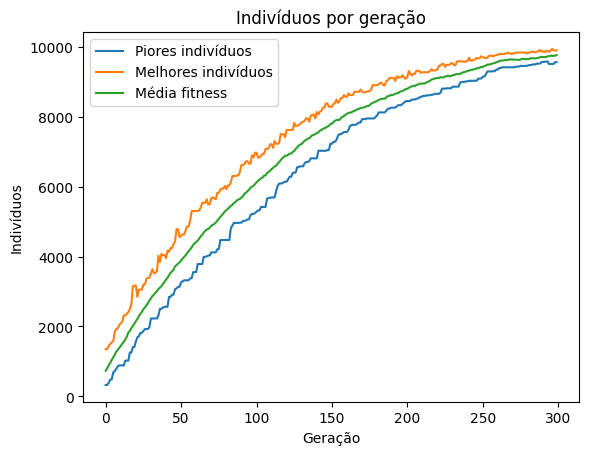 Indivíduos por geração
Piores indivíduos
Melhores indivíduos
Média fitness
Indivíduos
10000
8000
6000
4000
2000
0
0 50 100 150 200 250 300
Geração